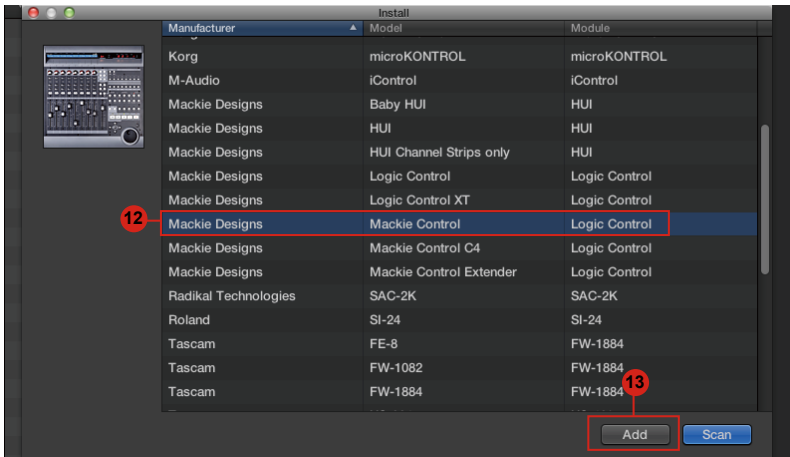 Install
Manufacturer Model Module
Korg microKONTROL microKONTROL
M-Audio iControl iControl
Mackie Designs Baby HUI HUI
Mackie Designs HUI HUI
Mackie Designs HUI Channel Strips only HUI
Mackie Designs Logic Control Logic Control
Mackie Designs Logic Control XT Logic Control
12 Mackie Designs Mackie Control Logic Control
Mackie Designs Mackie Control C4 Logic Control
Mackie Designs Mackie Control Extender Logic Control
Radikal Technologies SAC-2K SAC-2K
Roland SI-24 SI-24
Tascam FE-8 FW-1884
Tascam FW-1082 FW-1884
Tascam FW-1884 FW-1884
13
Add Scan